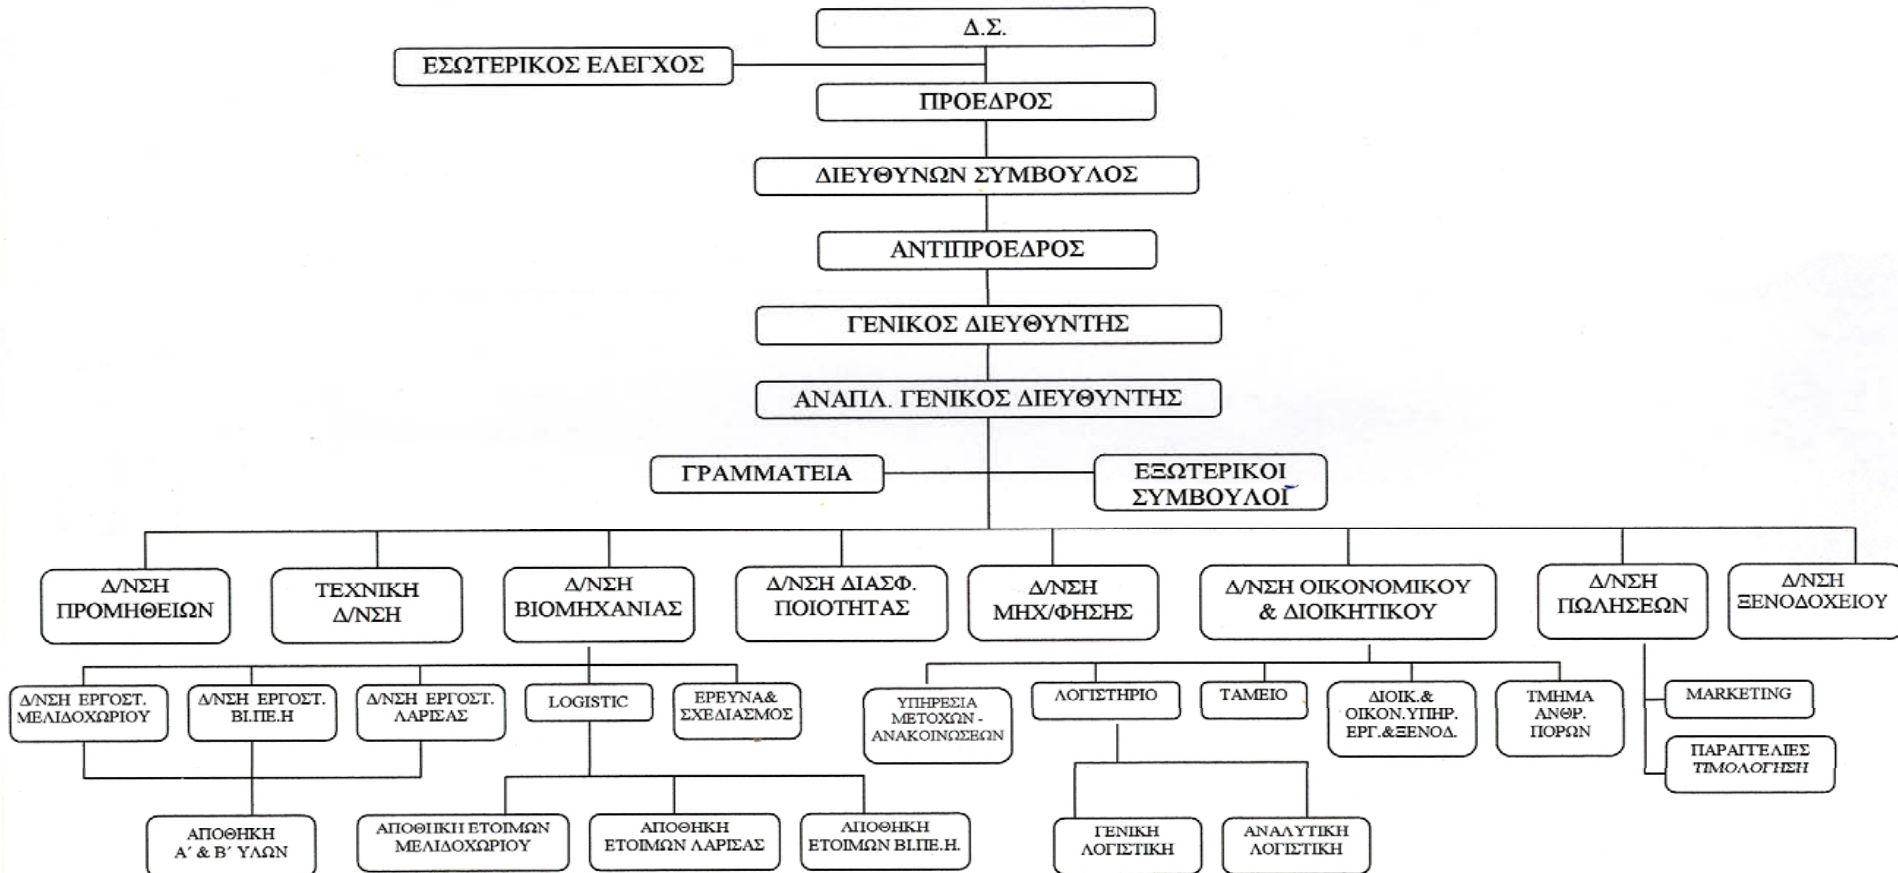 Δ.Σ.
ΕΣΩΤΕΡΙΚΟΣ ΕΛΕΓΧΟΣ
ΠΡΟΕΔΡΟΣ
ΔΙΕΥΘΥΝΩΝ ΣΥΜΒΟΥΛΟΣ
ΑΝΤΙΠΡΟΕΔΡΟΣ
ΓΕΝΙΚΟΣ ΔΙΕΥΘΥΝΤΗΣ
ΑΝΑΠΛ. ΓΕΝΙΚΟΣ ΔΙΕΥΘΥΝΤΗΣ
ΓΡΑΜΜΑΤΕΙΑ
ΕΞΩΤΕΡΙΚΟΙ
ΣΥΜΒΟΥΛΟΙ
Δ/ΝΣΗ
ΠΡΟΜΗΘΕΙΩΝ
ΤΕΧΝΙΚΗ
Δ/ΝΣΗ
Δ/ΝΣΗ
ΒΙΟΜΗΧΑΝΙΑΣ
Δ/ΝΣΗ ΔΙΑΣΦ.
ΠΟΙΟΤΗΤΑΣ
Δ/ΝΣΗ
ΜΗΧ/ΦΗΣΗΣ
Δ/ΝΣΗ ΟΙΚΟΝΟΜΙΚΟΥ
& ΔΙΟΙΚΗΤΙΚΟΥ
Δ/ΝΣΗ
ΠΩΛΗΣΕΩΝ
Δ/ΝΣΗ
ΞΕΝΟΔΟΧΕΙΟΥ
Δ/ΝΣΗ ΕΡΓΟΣΤ.
ΜΕΛΙΔΟΧΩΡΙΟΥ
Δ/ΝΣΗ ΕΡΓΟΣΤ.
ΒΙ.ΠΕ.Η
Δ/ΝΣΗ ΕΡΓΟΣΤ.
ΛΑΡΙΣΑΣ
LOGISTIC
ΕΡΕΥΝΑ&
ΣΧΕΔΙΑΣΜΟΣ
ΥΠΗΡΕΣΙΑ
ΜΕΤΟΧΩΝ -
ΑΝΑΚΟΙΝΩΣΕΩΝ
ΛΟΓΙΣΤΗΡΙΟ
ΤΑΜΕΙΟ
ΔΙΟΙΚ.&
ΟΙΚΟΝ.ΥΠΗΡ.
ΕΡΓ.&ΞΕΝΟΔ.
ΤΜΗΜΑ
ΑΝΘΡ.
ΠΟΡΩΝ
MARKETING
ΠΑΡΑΓΓΕΛΙΕΣ
ΤΙΜΟΛΟΓΗΣΗ
ΑΠΟΘΗΚΗ
Α΄ & Β΄ ΥΛΩΝ
ΑΠΟΘΗΚΗ ΕΤΟΙΜΩΝ
ΜΕΛΙΔΟΧΩΡΙΟΥ
ΑΠΟΘΗΚΗ
ΕΤΟΙΜΩΝ ΛΑΡΙΣΑΣ
ΑΠΟΘΗΚΗ
ΕΤΟΙΜΩΝ ΒΙ.ΠΕ.Η.
ΓΕΝΙΚΗ
ΛΟΓΙΣΤΙΚΗ
ΑΝΑΛΥΤΙΚΗ
ΛΟΓΙΣΤΙΚΗ